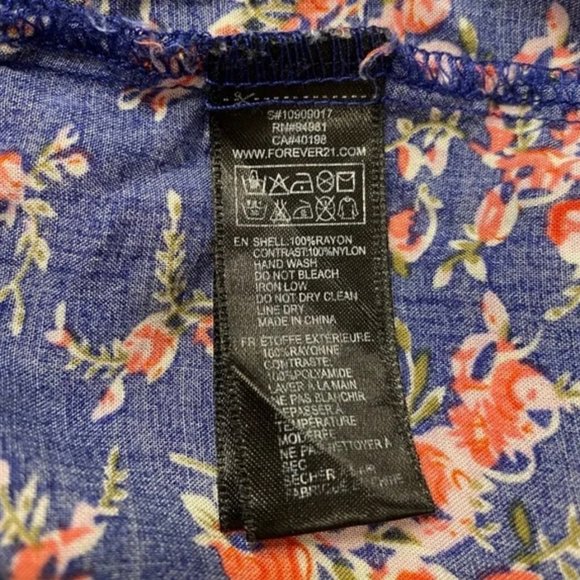 S#10909017
RN#94981
CA#40198
WWW.FOREVER21.COM
EN SHELL:100%RAYON
CONTRAST:100%NYLON
HAND WASH
DO NOT BLEACH
IRON LOW
DO NOT DRY CLEAN
LINE DRY
MADE IN CHINA
FR ÉTOFFE EXTÉRIEURE:
100%RAYONNE
CONTRASTE:
100%POLYAMIDE
LAVER À LA MAIN
NE PAS BLANCHIR
REPASSER À
TEMPÉRATURE
MODÉRÉE
NE PAS NETTOYER À
SEC
SÉCHER